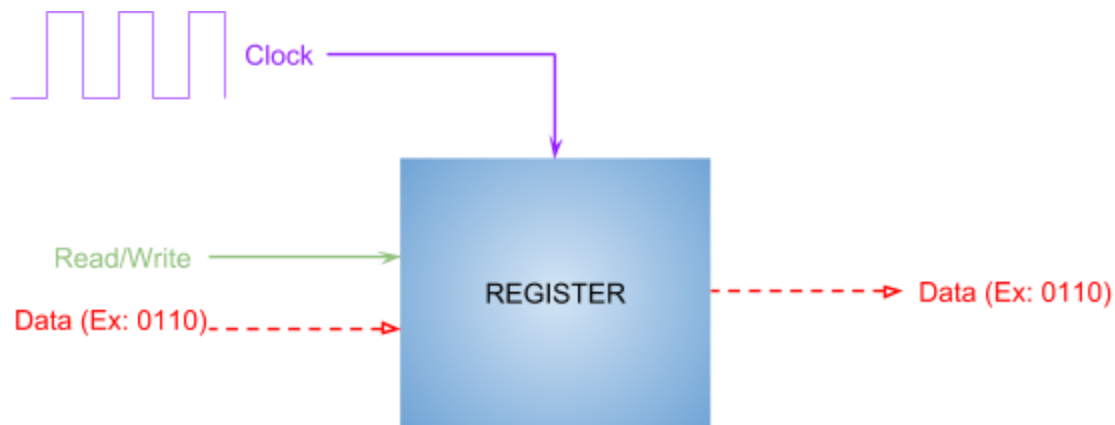 Clock
Read/Write
REGISTER
Data (Ex: 0110)
Data (Ex: 0110)